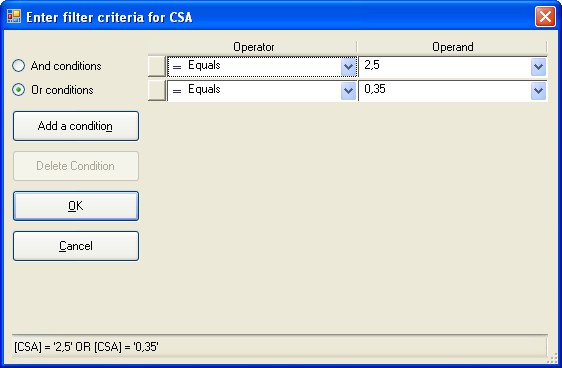 Enter filter criteria for CSA
Operator Operand
And conditions
= Equals 2,5
Or conditions
= Equals 0,35
Add a condition
Delete Condition
OK
Cancel
[CSA] = '2,5' OR [CSA] = '0,35'